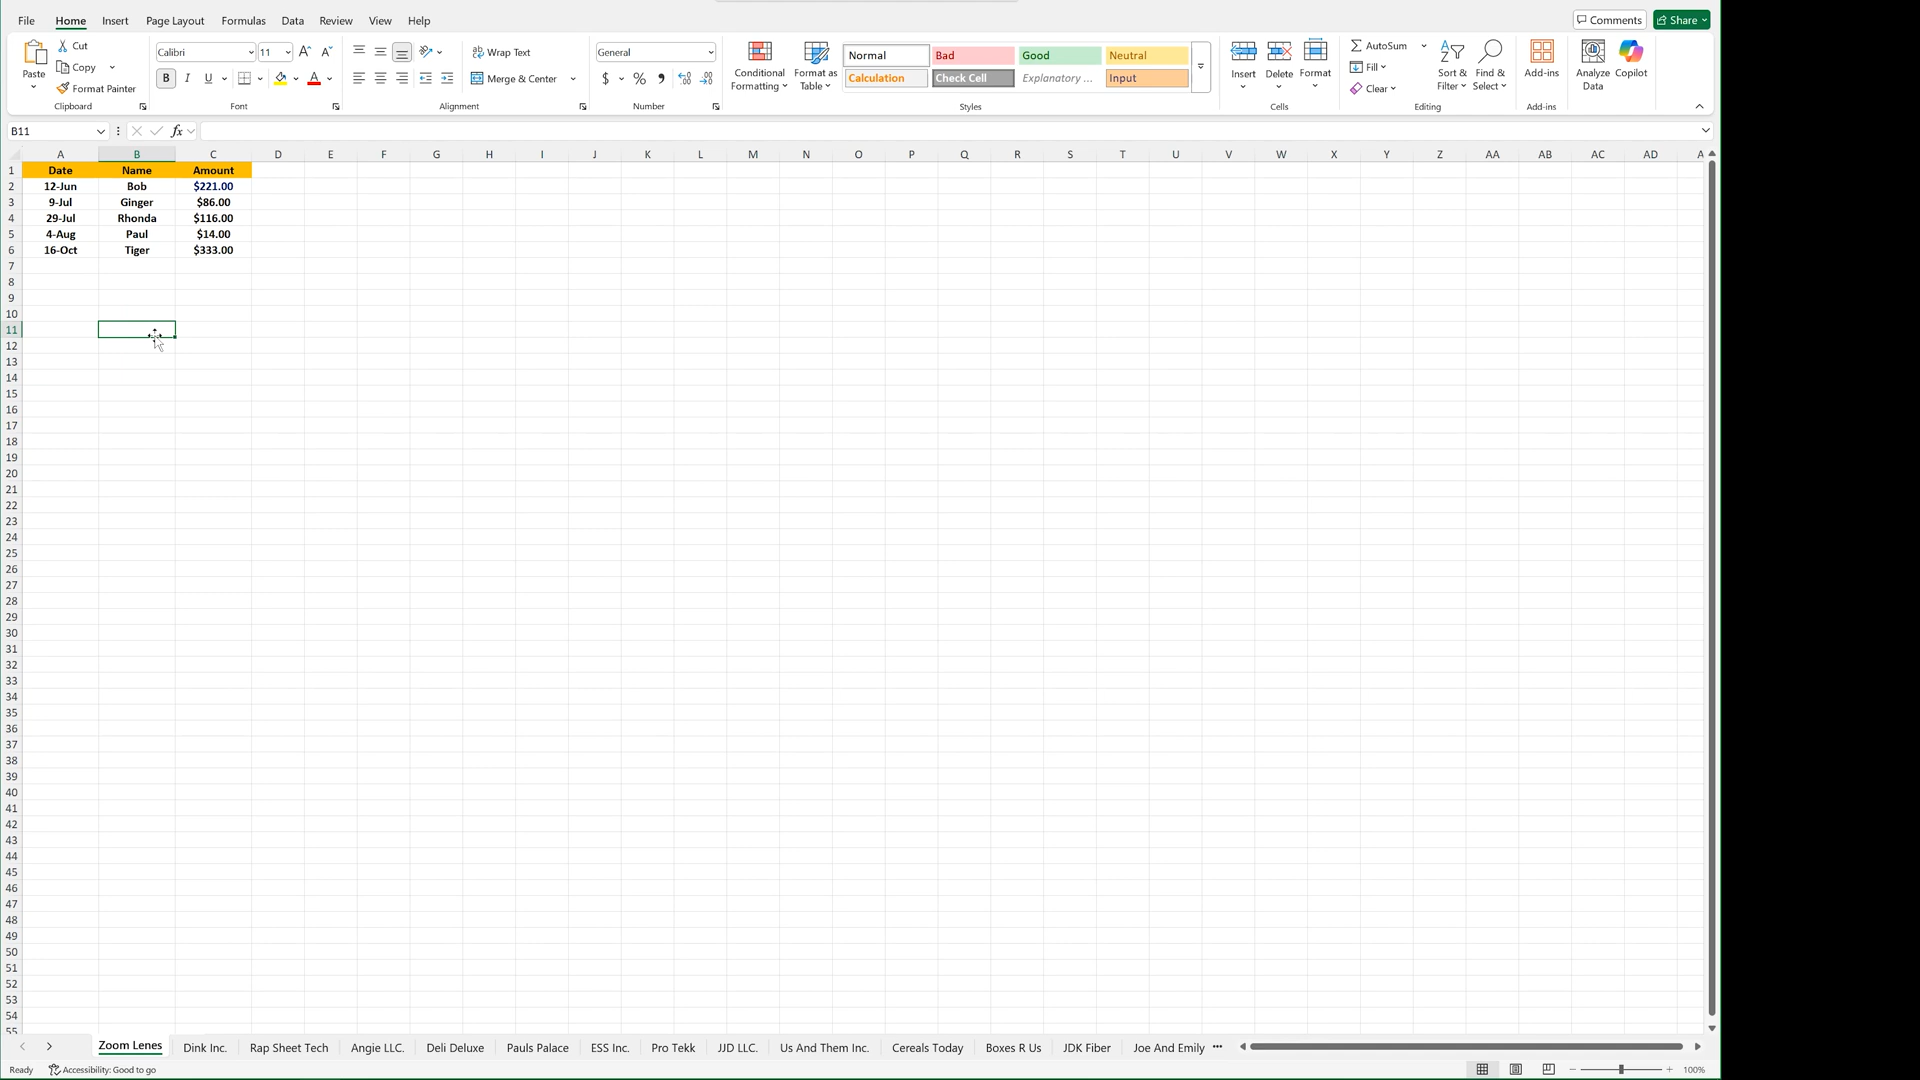 File Home Insert Page Layout Formulas Data Review View Help Comments Share
Paste Cut Copy Format Painter Clipboard
Calibri 11 B I U A Font
Wrap Text Merge & Center Alignment
General $ % Number
Conditional Formatting Format as Table
Normal Bad Good Neutral
Calculation Check Cell Explanatory ... Input
Styles
Insert Delete Format Cells
AutoSum Fill Clear Sort & Filter Find & Select Editing
Add-ins Add-ins
Analyze Data Copilot
B11 fx
A B C D E F G H I J K L M N O P Q R S T U V W X Y Z AA AB AC AD A
1 Date Name Amount
2 12-Jun Bob $221.00
3 9-Jul Ginger $86.00
4 29-Jul Rhonda $116.00
5 4-Aug Paul $14.00
6 16-Oct Tiger $333.00
7
8
9
10
11
12
13
14
15
16
17
18
19
20
21
22
23
24
25
26
27
28
29
30
31
32
33
34
35
36
37
38
39
40
41
42
43
44
45
46
47
48
49
50
51
52
53
54
55
Zoom Lenes Dink Inc. Rap Sheet Tech Angie LLC. Deli Deluxe Pauls Palace ESS Inc. Pro Tekk JJD LLC. Us And Them Inc. Cereals Today Boxes R Us JDK Fiber Joe And Emily ...
Ready Accessibility: Good to go 100%